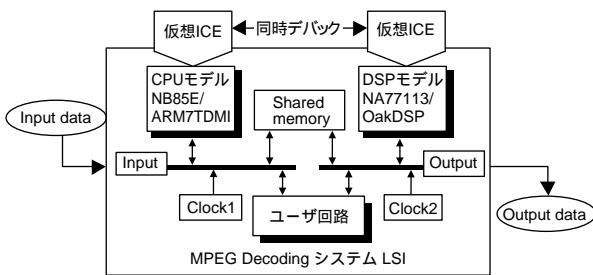 仮想ICE
同時デバック
仮想ICE
CPUモデル
NB85E/
ARM7TDMI
DSPモデル
NA77113/
OakDSP
Shared
memory
Input data
Input
Output
Clock1
ユーザ回路
Clock2
Output data
MPEG Decoding システム LSI